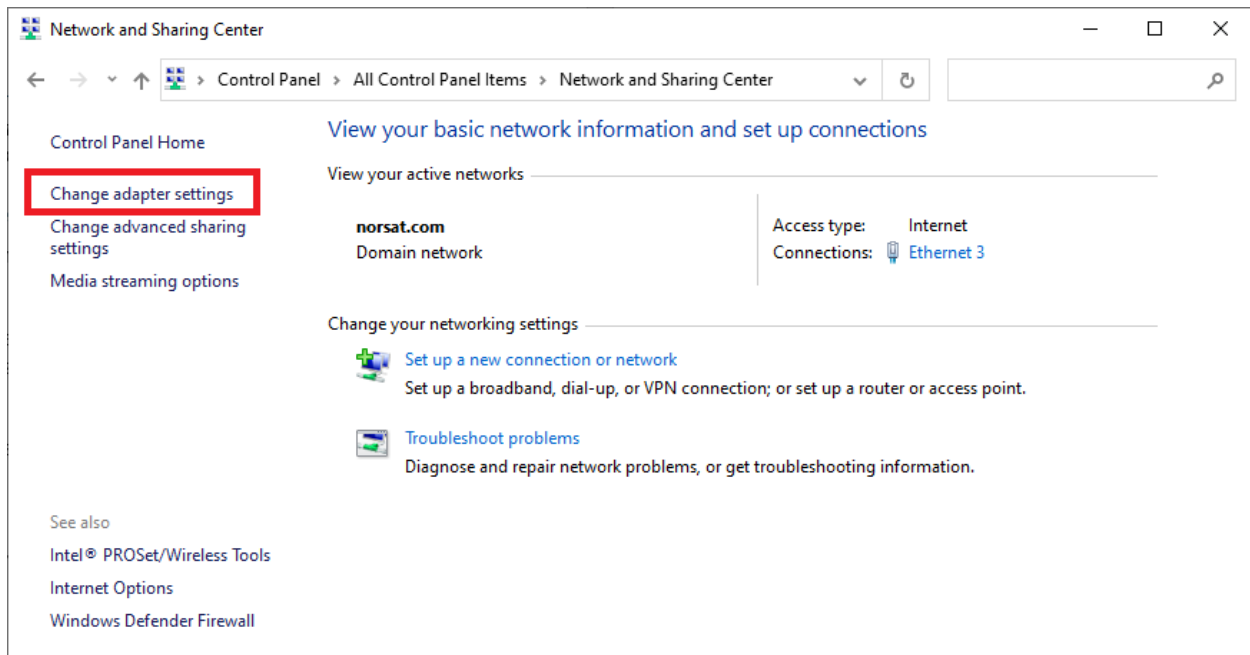 Network and Sharing Center
Control Panel > All Control Panel Items > Network and Sharing Center
Control Panel Home
Change adapter settings
Change advanced sharing
settings
Media streaming options
View your basic network information and set up connections
View your active networks
norsat.com
Domain network
Access type: Internet
Connections: Ethernet 3
Change your networking settings
Set up a new connection or network
Set up a broadband, dial-up, or VPN connection; or set up a router or access point.
Troubleshoot problems
Diagnose and repair network problems, or get troubleshooting information.
See also
Intel® PROSet/Wireless Tools
Internet Options
Windows Defender Firewall